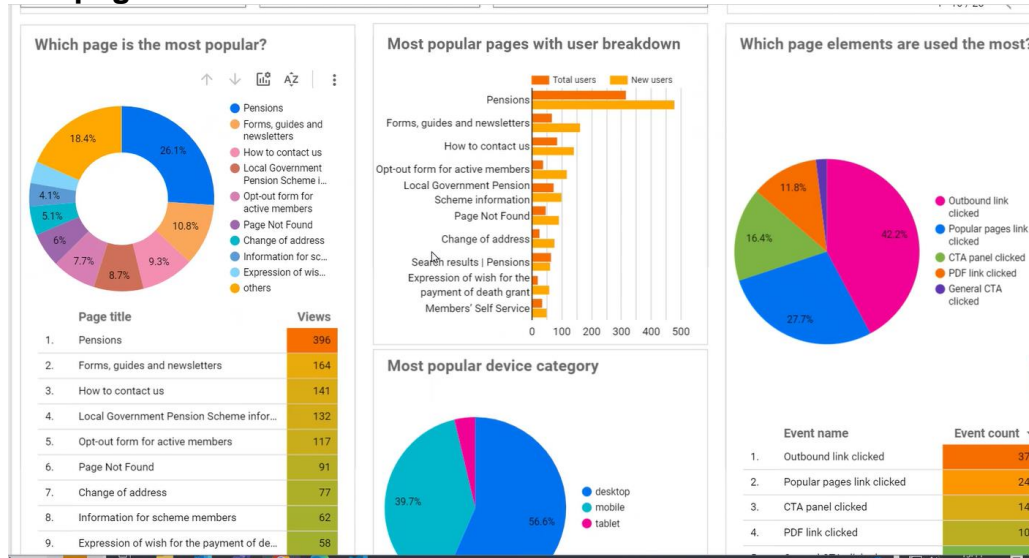 Which page is the most popular?
AZ
Pensions
Forms, guides and
newsletters
How to contact us
Local Government
Pension Scheme i...
Opt-out form for
active members
Page Not Found
Change of address
Information for sc...
Expression of wis...
others
26.1%
10.8%
9.3%
8.7%
7.7%
6%
5.1%
4.1%
18.4%
Page title Views
1. Pensions 396
2. Forms, guides and newsletters 164
3. How to contact us 141
4. Local Government Pension Scheme infor... 132
5. Opt-out form for active members 117
6. Page Not Found 91
7. Change of address 77
8. Information for scheme members 62
9. Expression of wish for the payment of de... 58
Most popular pages with user breakdown
Total users New users
Pensions
Forms, guides and newsletters
How to contact us
Opt-out form for active members
Local Government Pension
Scheme information
Page Not Found
Change of address
Search results | Pensions
Expression of wish for the
payment of death grant
Members' Self Service
0 100 200 300 400 500
Most popular device category
39.7%
56.6%
desktop
mobile
tablet
Which page elements are used the most?
11.8%
16.4%
42.2%
27.7%
Outbound link
clicked
Popular pages link
clicked
CTA panel clicked
PDF link clicked
General CTA
clicked
Event name Event count
1. Outbound link clicked 37
2. Popular pages link clicked 24
3. CTA panel clicked 14
4. PDF link clicked 10